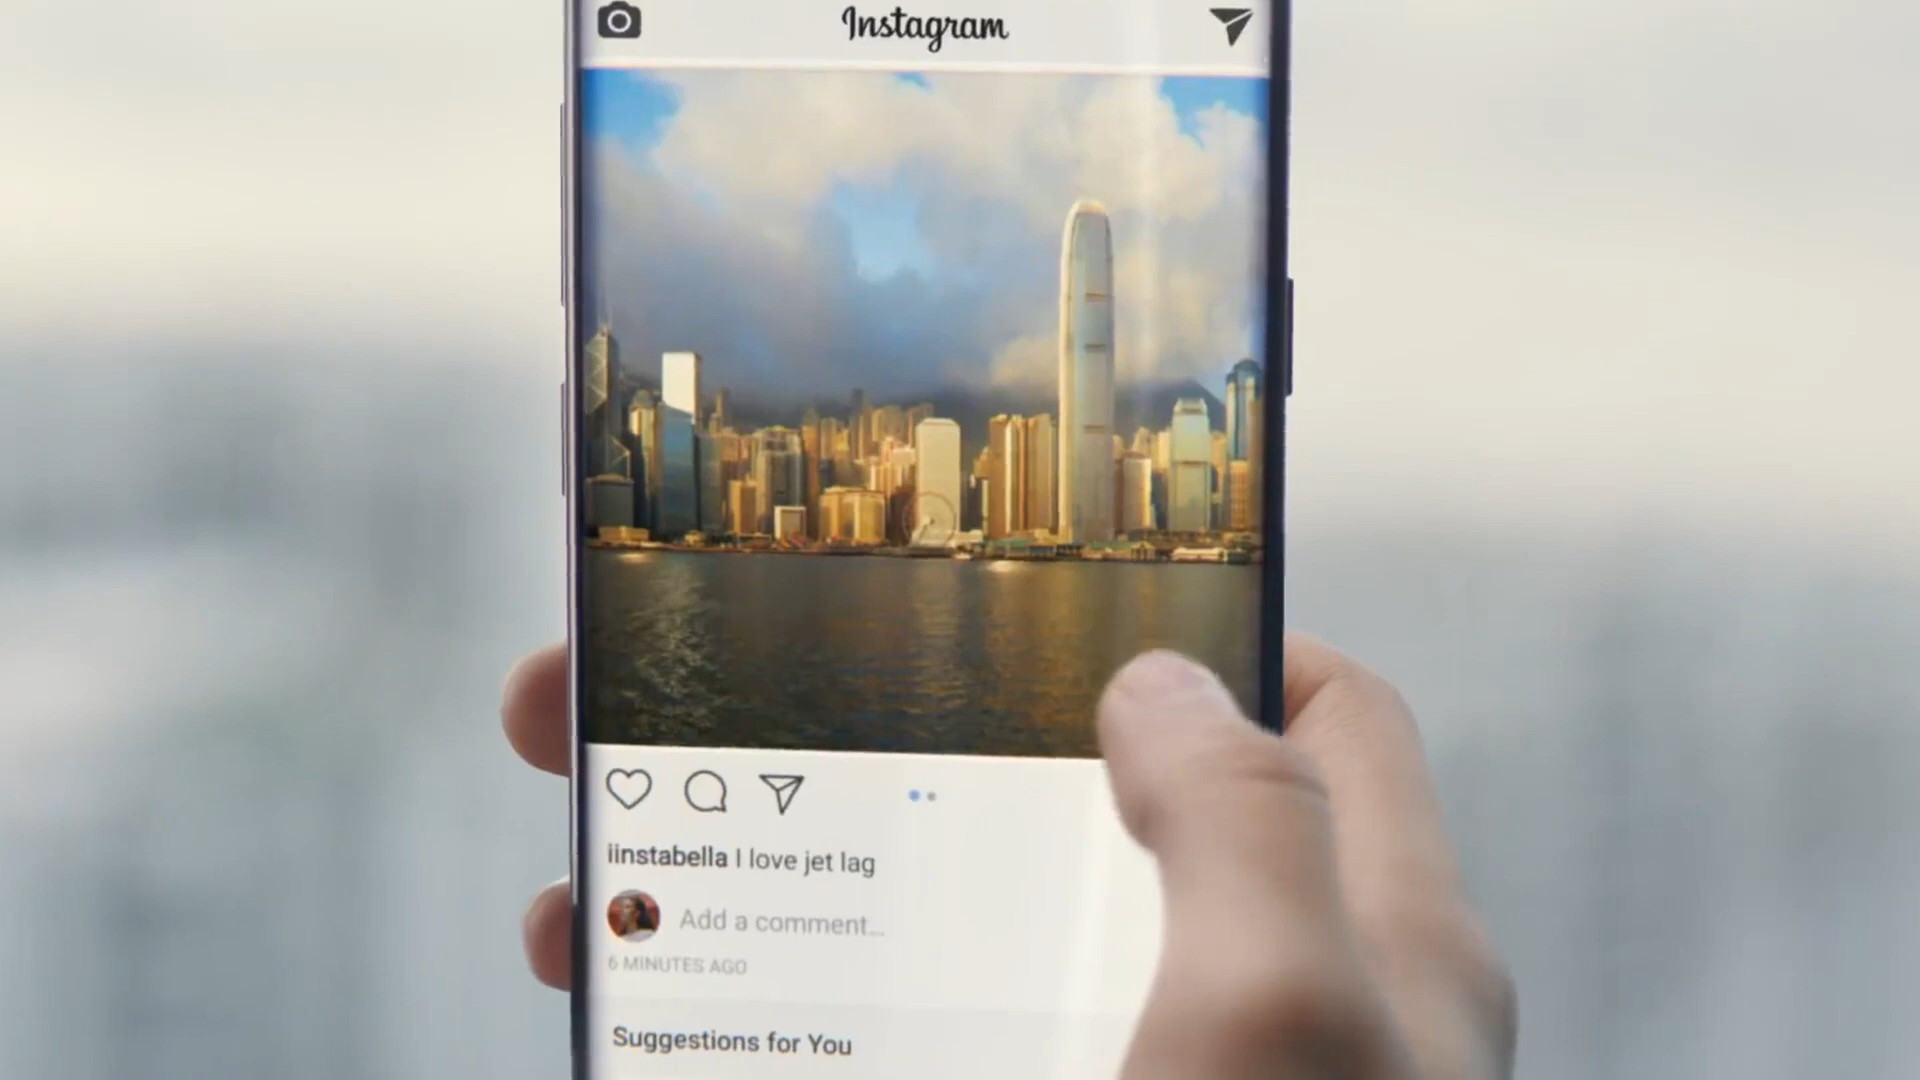 Instagram
iinstabella I love jet lag
Add a comment...
6 MINUTES AGO
Suggestions for You